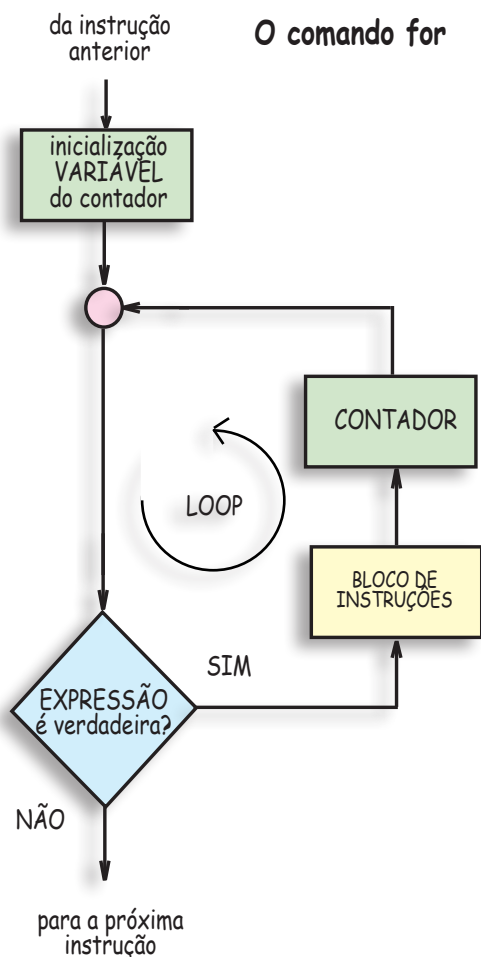 da instrução
anterior
O comando for
inicialização
VARIÁVEL
do contador
CONTADOR
LOOP
BLOCO DE
INSTRUÇÕES
SIM
EXPRESSÃO
é verdadeira?
NÃO
para a próxima
instrução